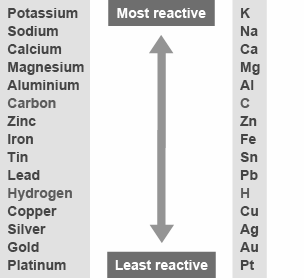 Potassium Most reactive K
Sodium Na
Calcium Ca
Magnesium Mg
Aluminium Al
Carbon C
Zinc Zn
Iron Fe
Tin Sn
Lead Pb
Hydrogen H
Copper Cu
Silver Ag
Gold Au
Platinum Least reactive Pt